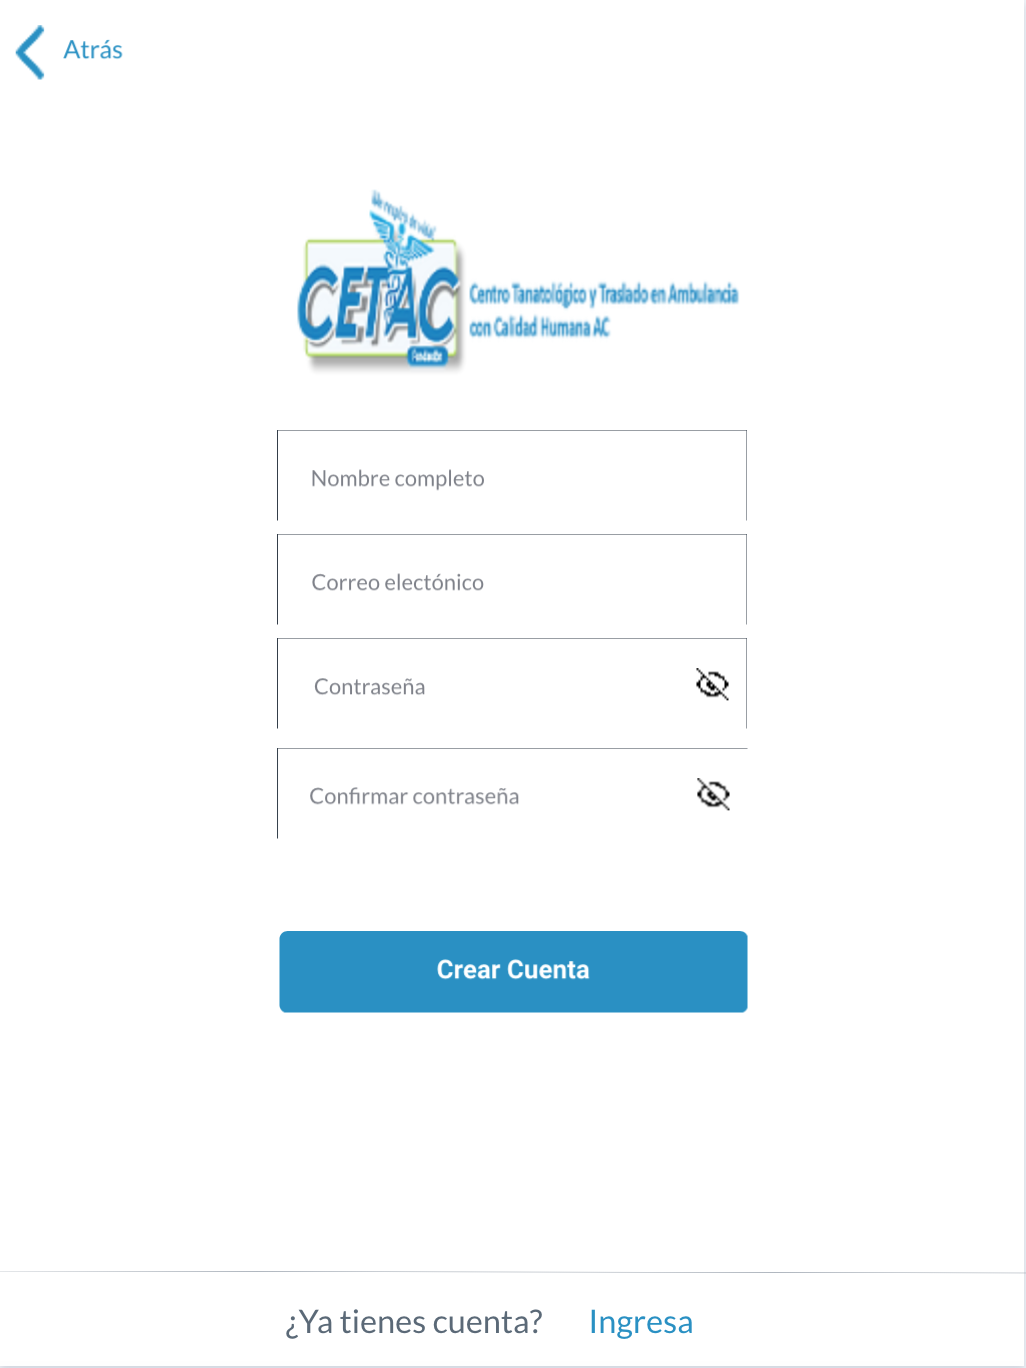 Atrás
CETAC
Centro Tanatológico y Traslado en Ambulancia
con Calidad Humana AC
Fundación
Nombre completo
Correo electónico
Contraseña
Confirmar contraseña
Crear Cuenta
¿Ya tienes cuenta? Ingresa